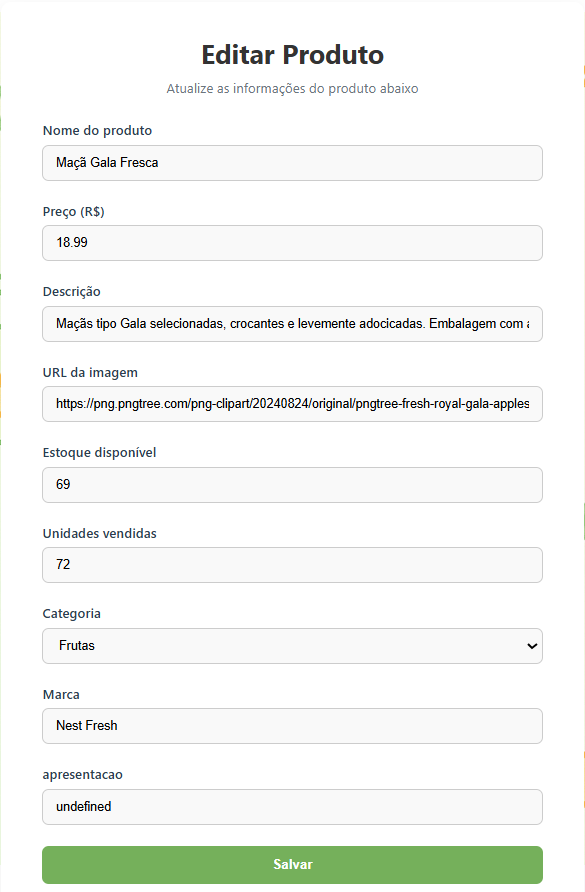 Editar Produto
Atualize as informações do produto abaixo
Nome do produto
Maçã Gala Fresca
Preço (R$)
18.99
Descrição
Maçãs tipo Gala selecionadas, crocantes e levemente adocicadas. Embalagem com
URL da imagem
https://png.pngtree.com/png-clipart/20240824/original/pngtree-fresh-royal-gala-apples
Estoque disponível
69
Unidades vendidas
72
Categoria
Frutas
Marca
Nest Fresh
apresentacao
undefined
Salvar